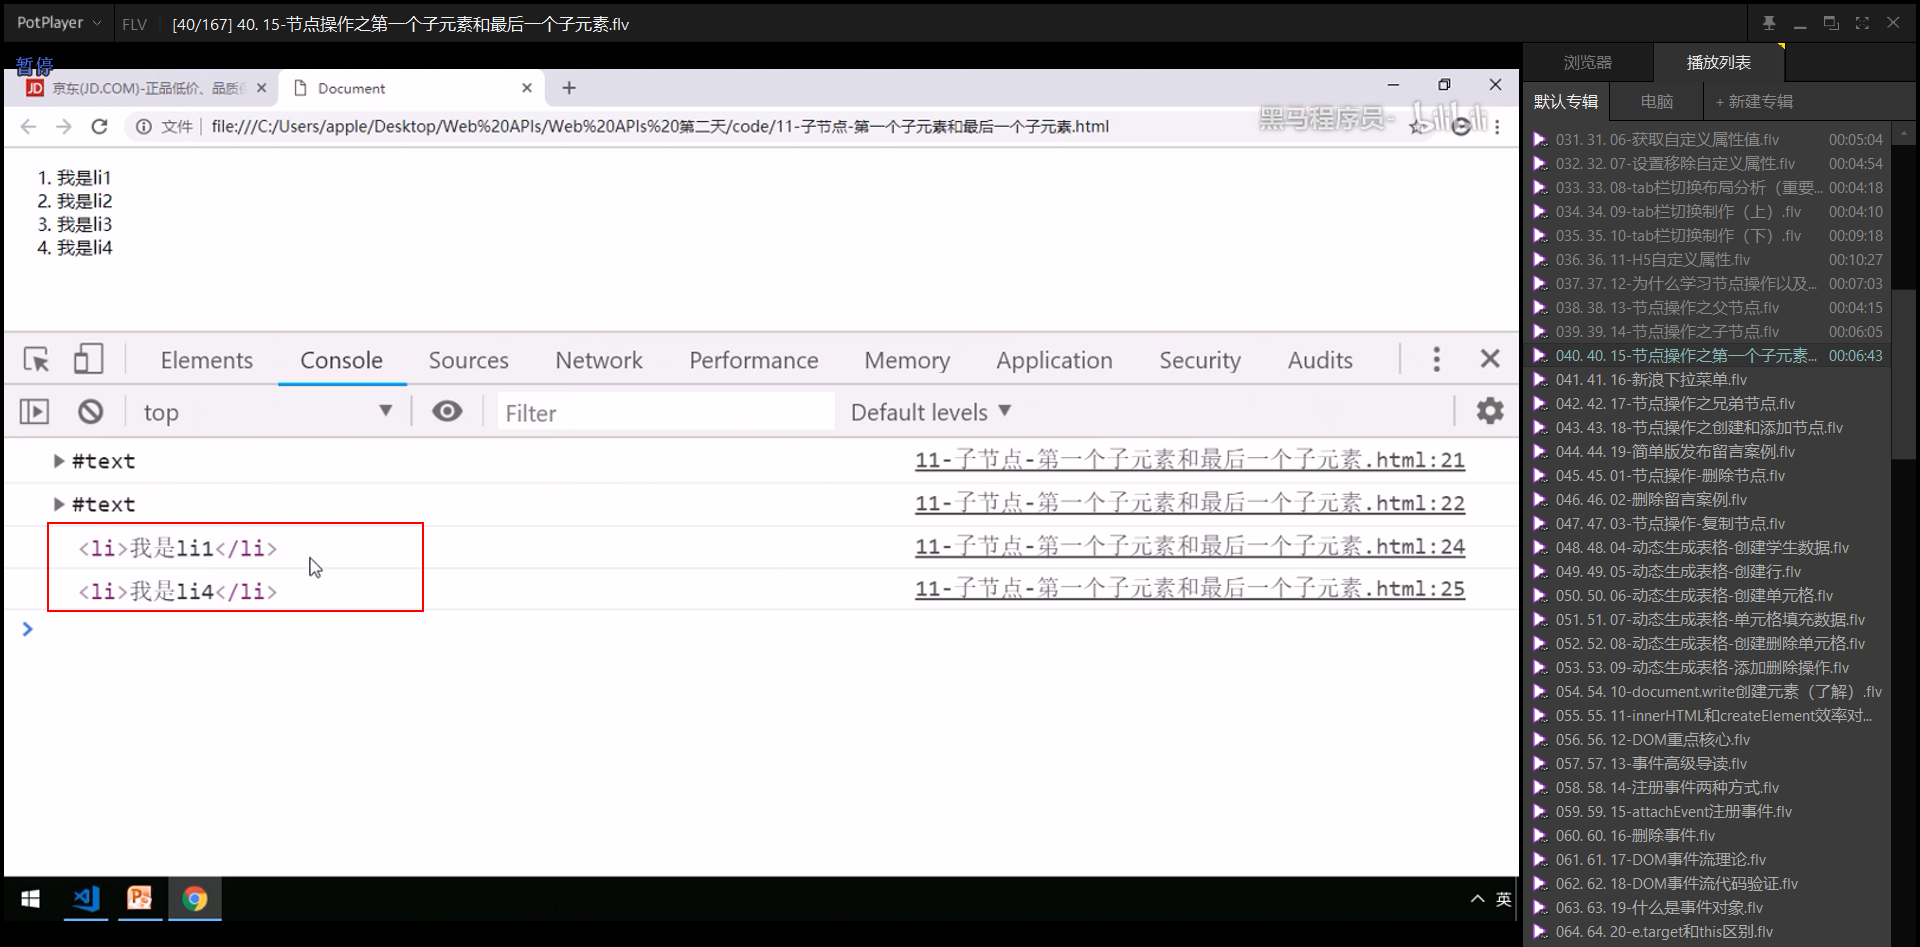 PotPlayer
FLV
[40/167] 40. 15-节点操作之第一个子元素和最后一个子元素.flv
暂停
京东(JD.COM)-正品低价、品质
Document
文件
file:///C:/Users/apple/Desktop/Web%20APIs/Web%20APIs%20第二天/code/11-子节点-第一个子元素和最后一个子元素.html
黑马程序员-
bilibili
1. 我是li1
2. 我是li2
3. 我是li3
4. 我是li4
Elements Console Sources Network Performance Memory Application Security Audits
top
Filter
Default levels
#text 11-子节点-第一个子元素和最后一个子元素.html:21
#text 11-子节点-第一个子元素和最后一个子元素.html:22
<li>我是li1</li> 11-子节点-第一个子元素和最后一个子元素.html:24
<li>我是li4</li> 11-子节点-第一个子元素和最后一个子元素.html:25
英
浏览器 播放列表
默认专辑 电脑 + 新建专辑
031. 31. 06-获取自定义属性值.flv 00:05:04
032. 32. 07-设置移除自定义属性.flv 00:04:54
033. 33. 08-tab栏切换布局分析（重要... 00:04:18
034. 34. 09-tab栏切换制作（上）.flv 00:04:10
035. 35. 10-tab栏切换制作（下）.flv 00:09:18
036. 36. 11-H5自定义属性.flv 00:10:27
037. 37. 12-为什么学习节点操作以及... 00:07:03
038. 38. 13-节点操作之父节点.flv 00:04:15
039. 39. 14-节点操作之子节点.flv 00:06:05
040. 40. 15-节点操作之第一个子元素... 00:06:43
041. 41. 16-新浪下拉菜单.flv
042. 42. 17-节点操作之兄弟节点.flv
043. 43. 18-节点操作之创建和添加节点.flv
044. 44. 19-简单版发布留言案例.flv
045. 45. 01-节点操作-删除节点.flv
046. 46. 02-删除留言案例.flv
047. 47. 03-节点操作-复制节点.flv
048. 48. 04-动态生成表格-创建学生数据.flv
049. 49. 05-动态生成表格-创建行.flv
050. 50. 06-动态生成表格-创建单元格.flv
051. 51. 07-动态生成表格-单元格填充数据.flv
052. 52. 08-动态生成表格-创建删除单元格.flv
053. 53. 09-动态生成表格-添加删除操作.flv
054. 54. 10-document.write创建元素（了解）.flv
055. 55. 11-innerHTML和createElement效率对...
056. 56. 12-DOM重点核心.flv
057. 57. 13-事件高级导读.flv
058. 58. 14-注册事件两种方式.flv
059. 59. 15-attachEvent注册事件.flv
060. 60. 16-删除事件.flv
061. 61. 17-DOM事件流理论.flv
062. 62. 18-DOM事件流代码验证.flv
063. 63. 19-什么是事件对象.flv
064. 64. 20-e.target和this区别.flv